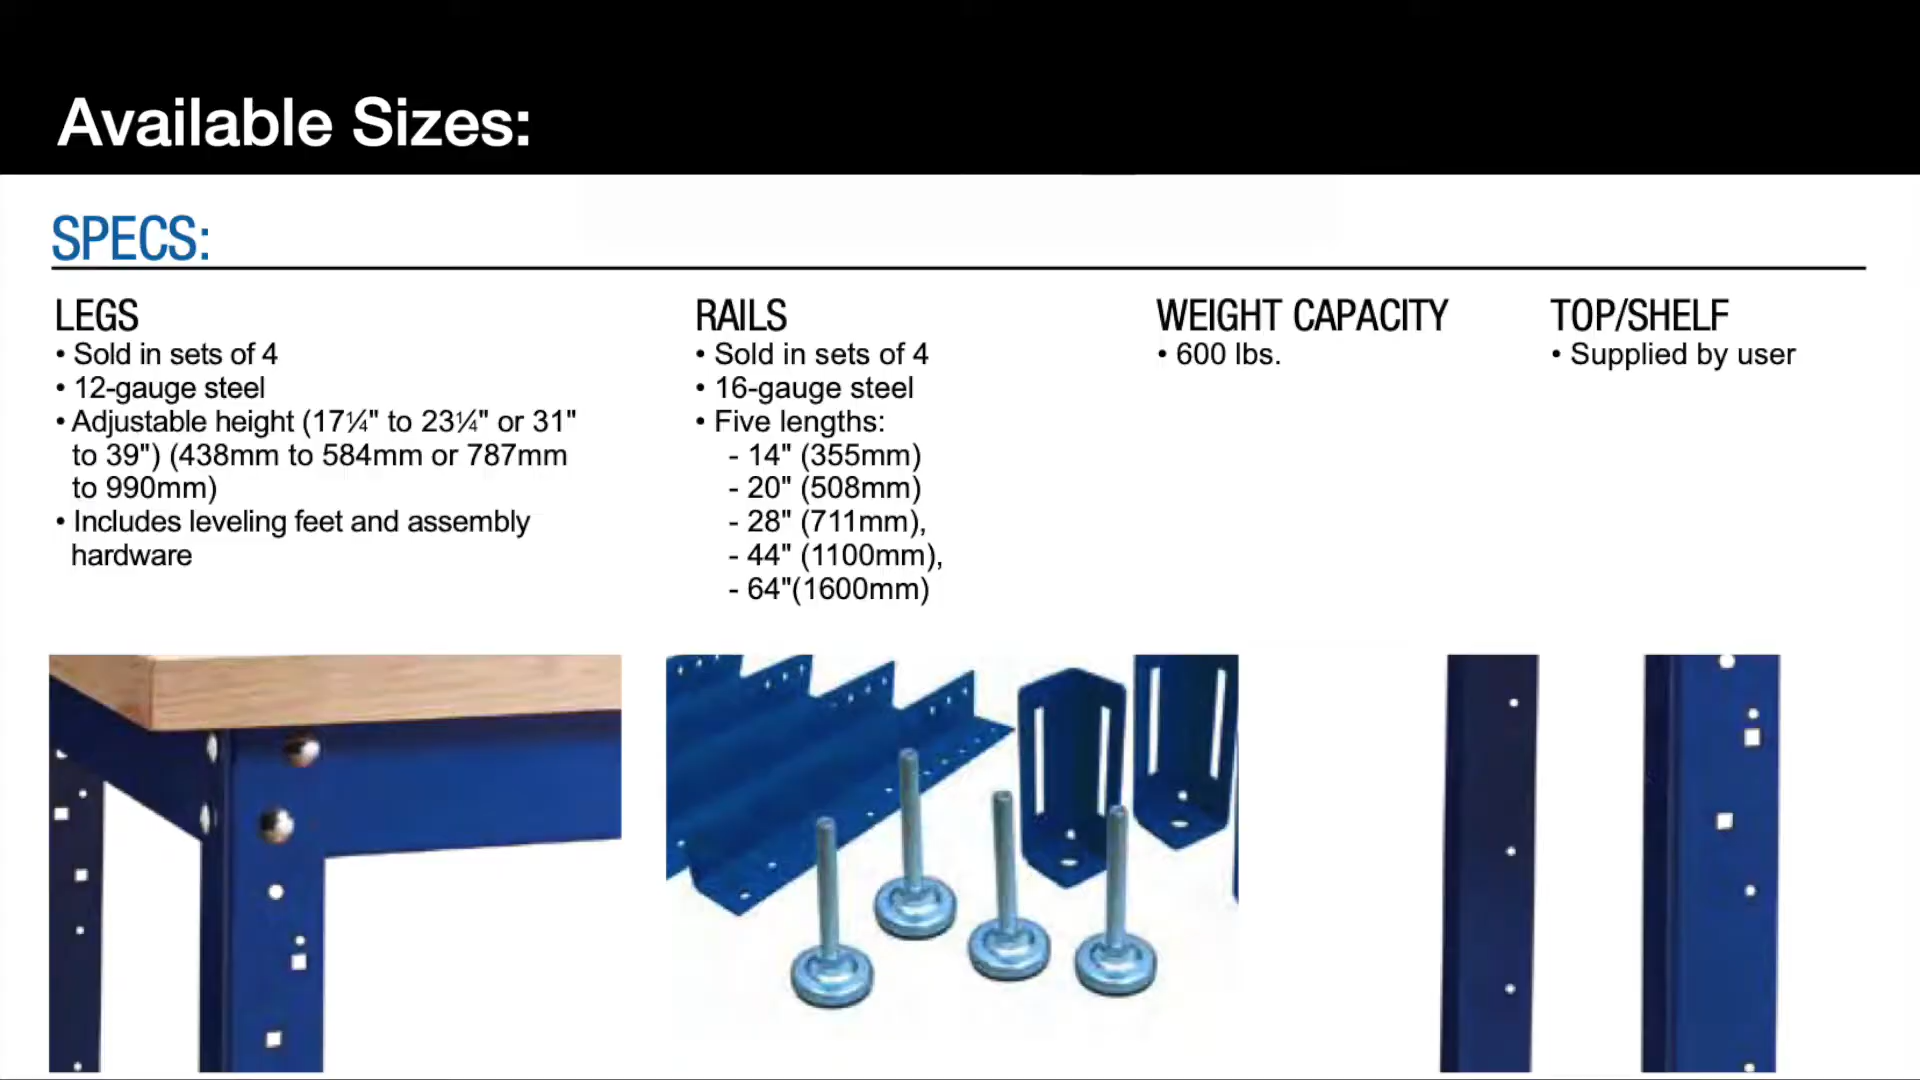 Available Sizes:
SPECS:
LEGS
• Sold in sets of 4
• 12-gauge steel
• Adjustable height (17¼" to 23¼" or 31"
to 39") (438mm to 584mm or 787mm
to 990mm)
• Includes leveling feet and assembly
hardware
RAILS
• Sold in sets of 4
• 16-gauge steel
• Five lengths:
- 14" (355mm)
- 20" (508mm)
- 28" (711mm),
- 44" (1100mm),
- 64"(1600mm)
WEIGHT CAPACITY
• 600 lbs.
TOP/SHELF
• Supplied by user